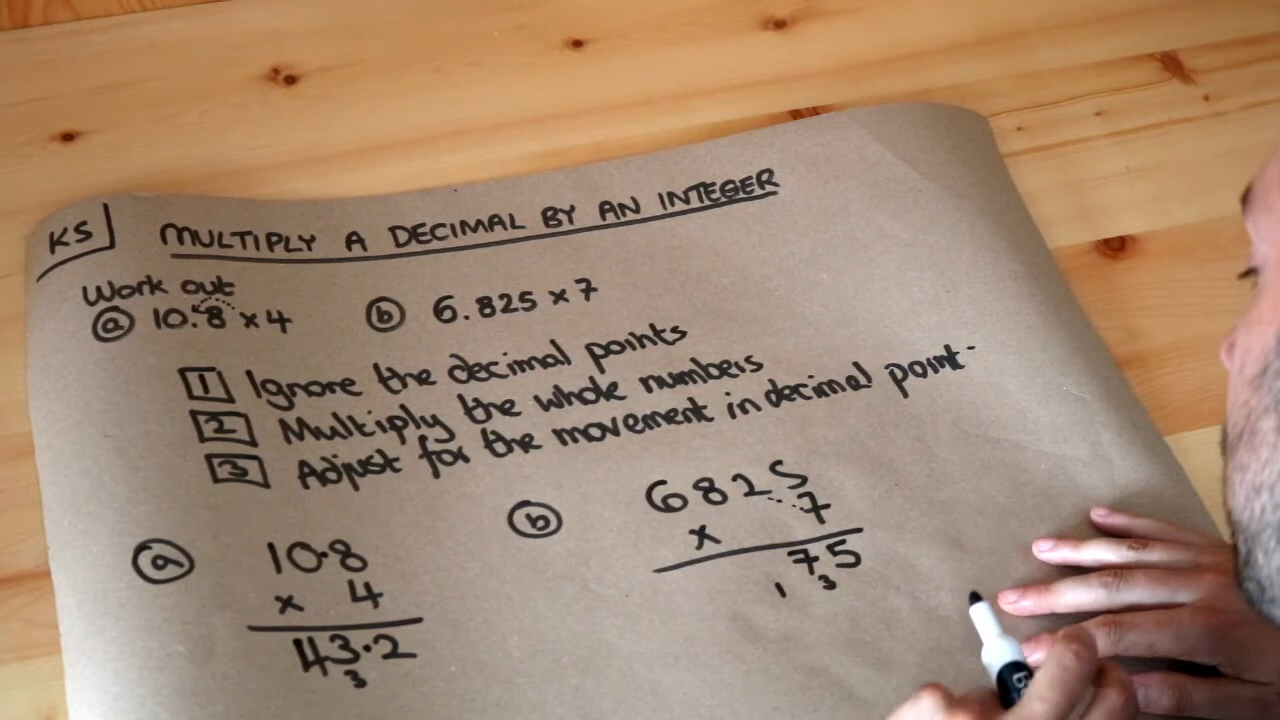 KS
MULTIPLY A DECIMAL BY AN INTEGER
Work out
ⓐ 10.8 × 4 ⓑ 6.825 × 7
1 Ignore the decimal points
2 Multiply the whole numbers
3 Adjust for the movement in decimal point.
ⓐ 10.8
× 4
43.2
3
ⓑ 6825
× 7
75
1 3